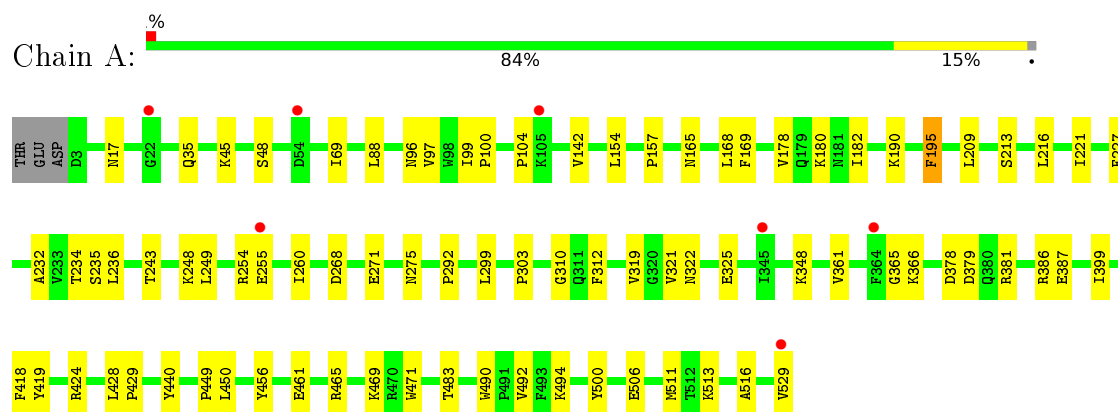 .%
Chain A:
84% 15% •
THR GLU ASP D3 N17 G22 Q35 K45 S48 D54 I69 L88 N96 V97 W98 I99 P100 P104 K105 V142 L154 P157 N165 L168 F169 V178 Q179 K180 N181 I182 K190 F195 L209 S213 L216 I221
A232 V233 T234 S235 L236 T243 K248 L249 R254 E255 I260 D268 E271 N275 P292 L299 P303 G310 Q311 F312 V319 G320 V321 N322 E325 I345 K348 V361 F364 G365 K366 D378 D379 Q380 R381 R386 E387 I399
F418 Y419 R424 L428 P429 Y440 P449 L450 Y456 E461 R465 K469 R470 W471 T483 W490 P491 V492 F493 K494 Y500 E506 M511 T512 K513 A516 V529